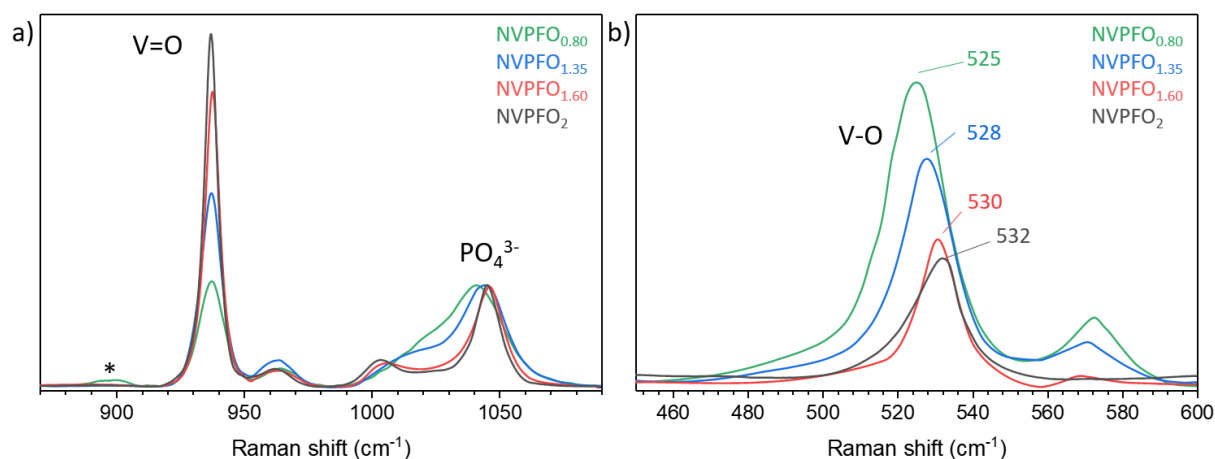 a)
V=O
NVPFO₀.₈₀
NVPFO₁.₃₅
NVPFO₁.₆₀
NVPFO₂
PO₄³⁻
*
900 950 1000 1050
Raman shift (cm⁻¹)
b)
NVPFO₀.₈₀
NVPFO₁.₃₅
NVPFO₁.₆₀
NVPFO₂
525
V-O
528
530
532
460 480 500 520 540 560 580 600
Raman shift (cm⁻¹)